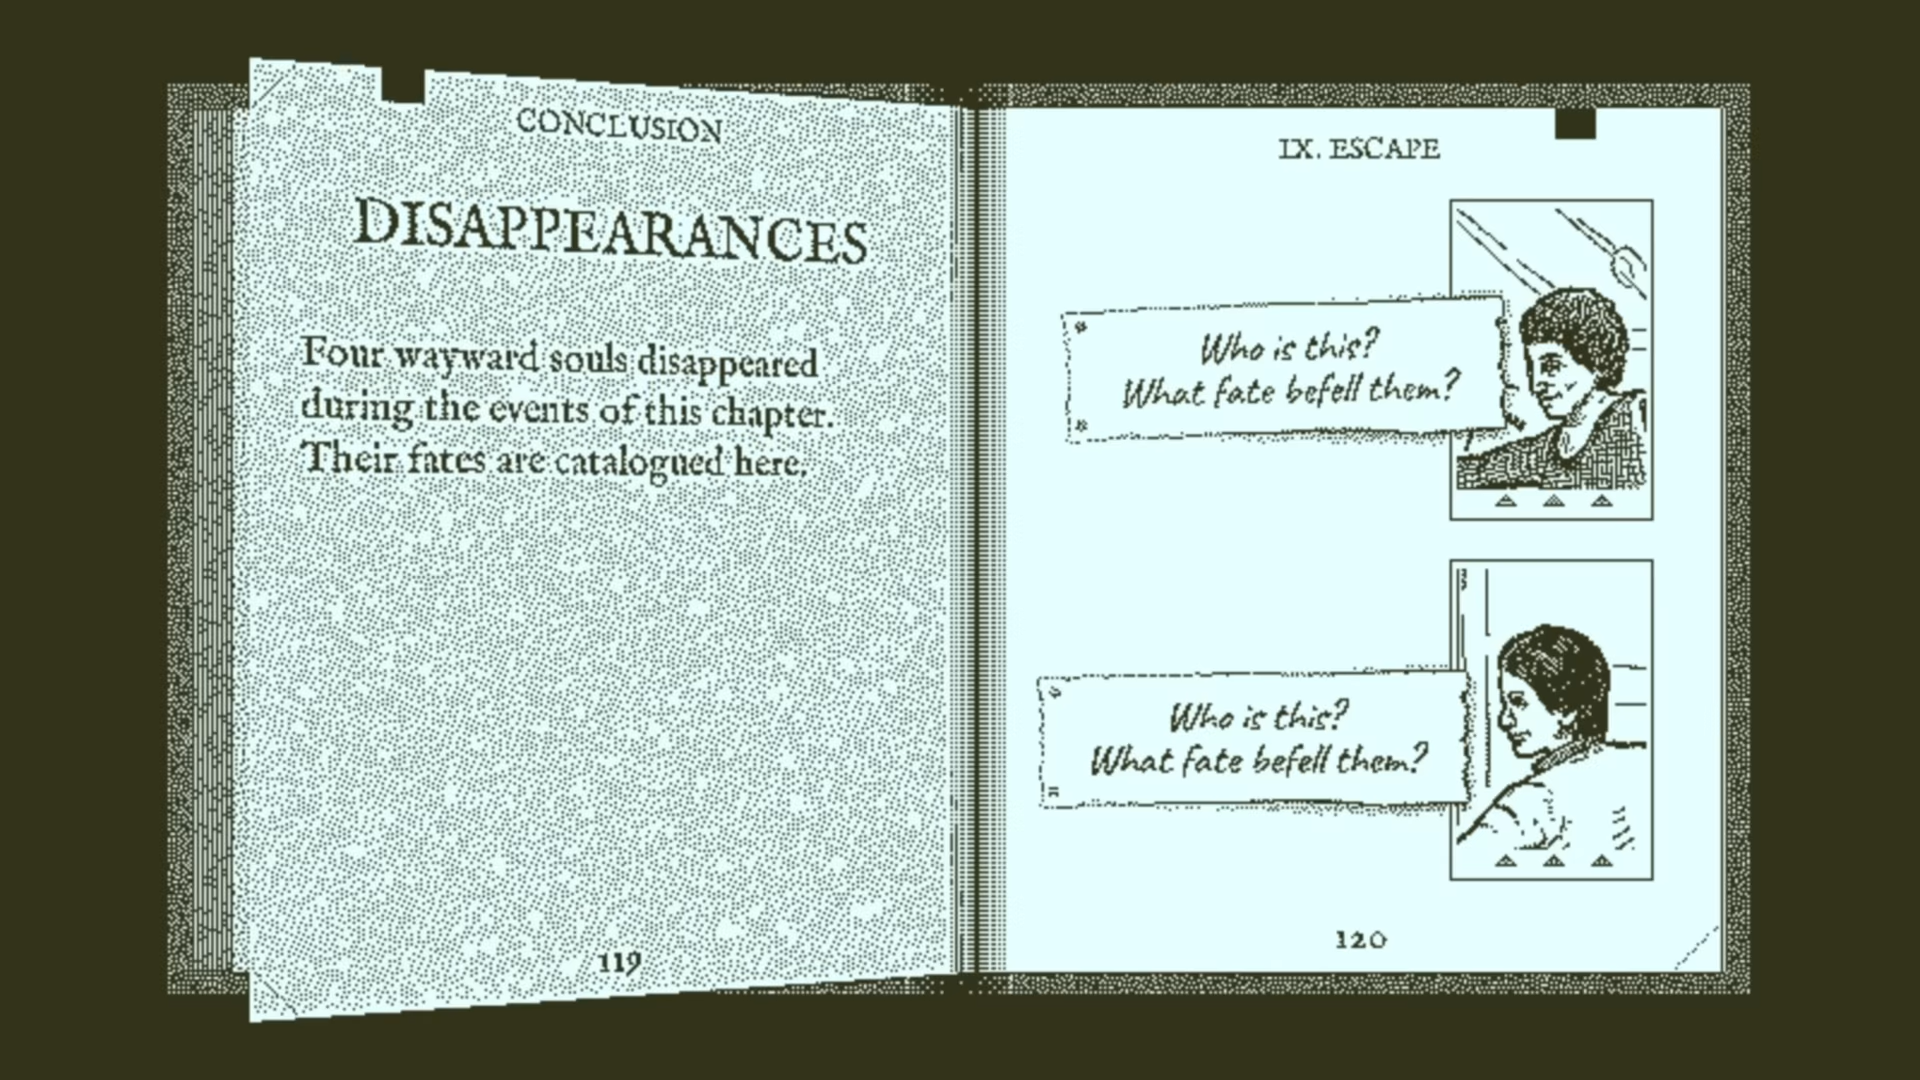 CONCLUSION
DISAPPEARANCES
Four wayward souls disappeared
during the events of this chapter.
Their fates are catalogued here.
119
IX. ESCAPE
Who is this?
What fate befell them?
Who is this?
What fate befell them?
120